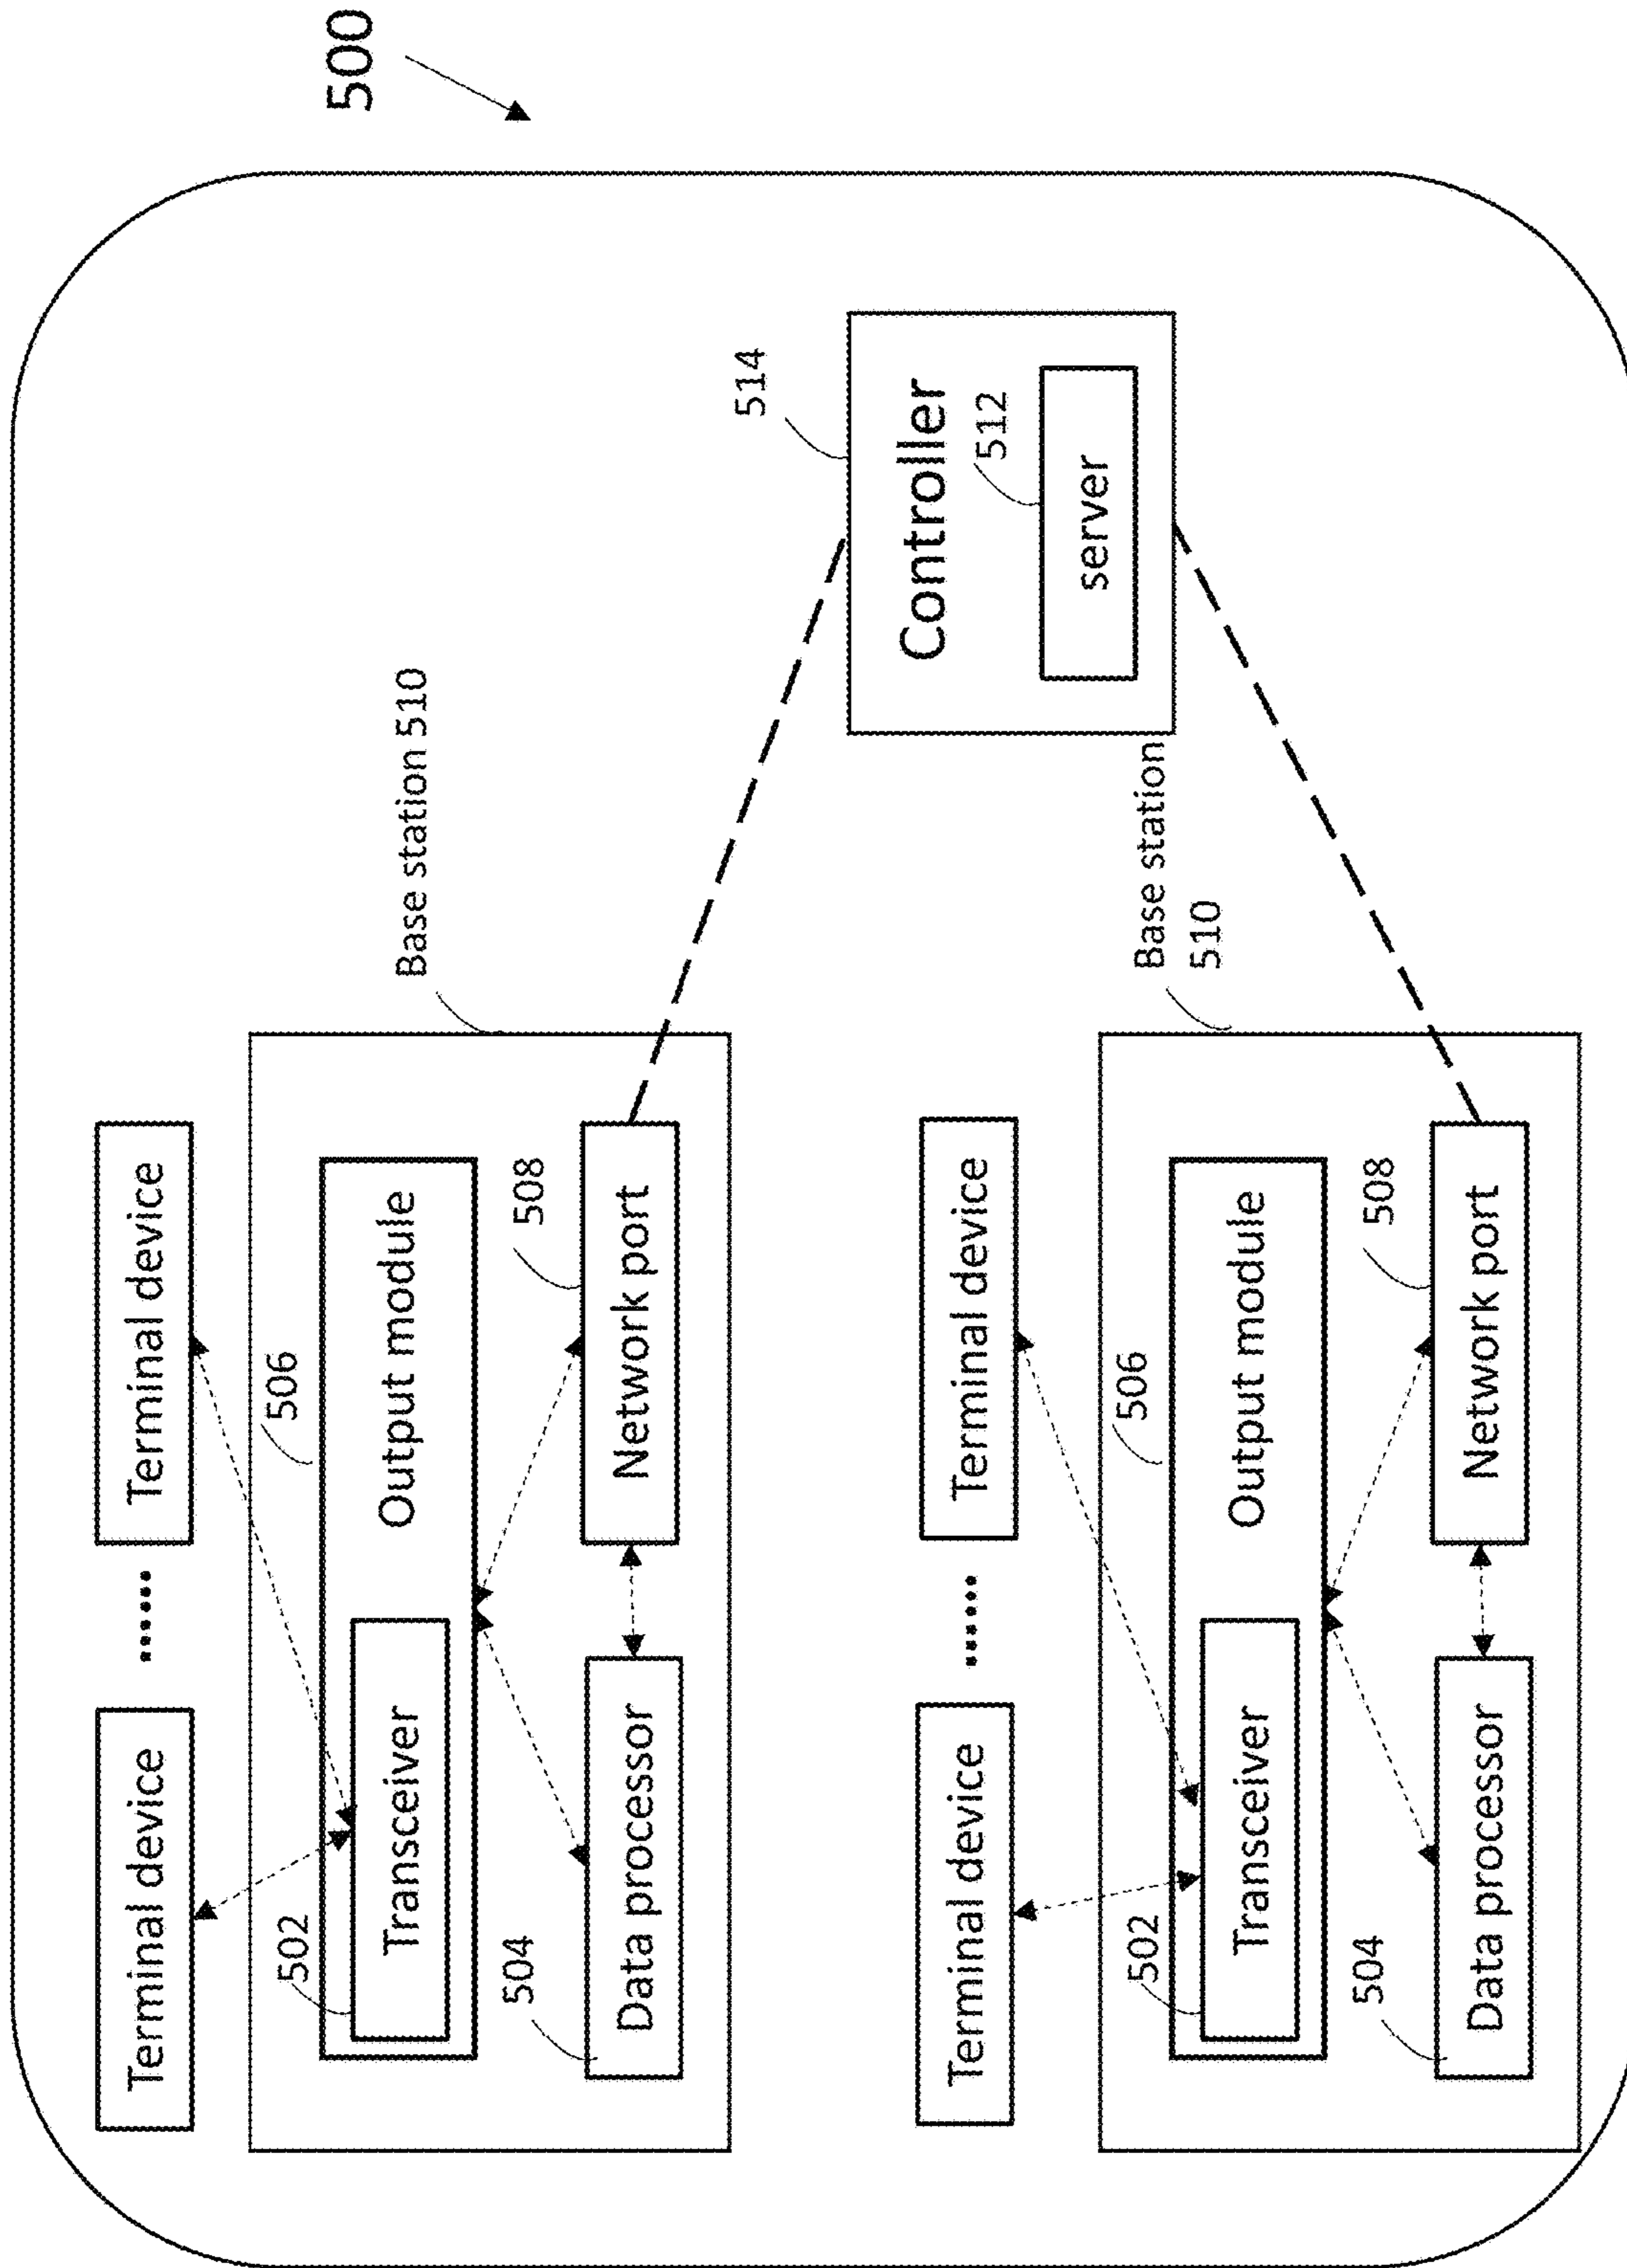 500
Terminal device
......
Terminal device
Base station 510
506
502
Transceiver
Output module
504
508
Data processor
Network port
514
Controller
512
server
Terminal device
......
Terminal device
Base station
510
506
502
Transceiver
Output module
504
508
Data processor
Network port